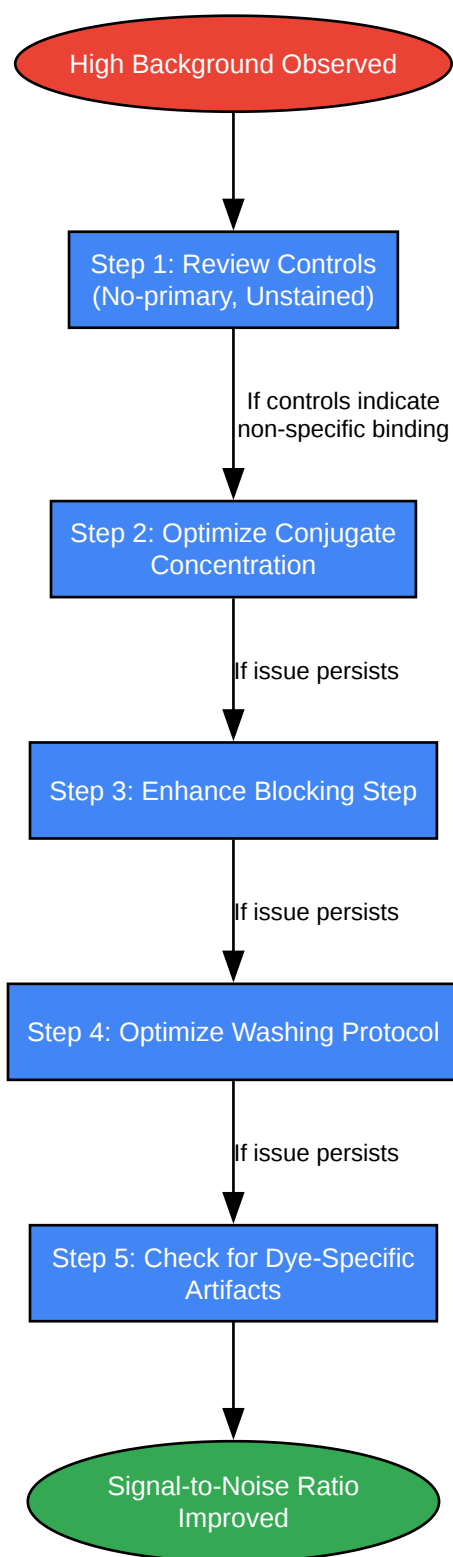 High Background Observed
Step 1: Review Controls
(No-primary, Unstained)
If controls indicate
non-specific binding
Step 2: Optimize Conjugate
Concentration
If issue persists
Step 3: Enhance Blocking Step
If issue persists
Step 4: Optimize Washing Protocol
If issue persists
Step 5: Check for Dye-Specific
Artifacts
Signal-to-Noise Ratio
Improved